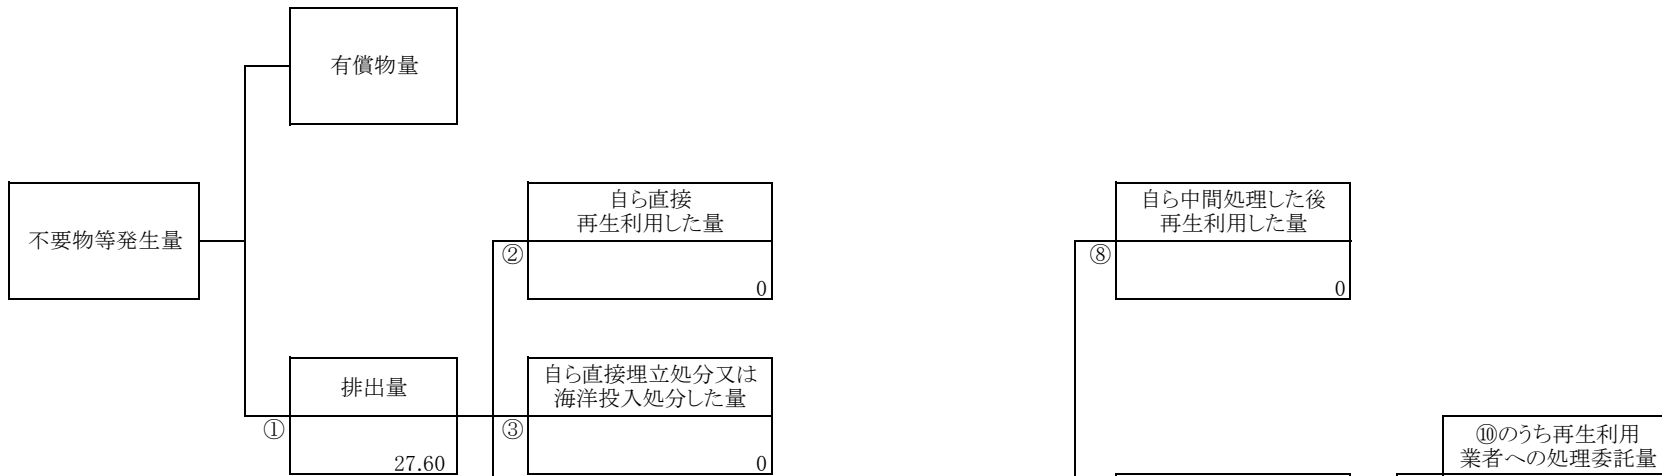 有償物量
不要物等発生量
自ら直接
再生利用した量
②
0
自ら中間処理した後
再生利用した量
⑧
0
排出量
①
27.60
自ら直接埋立処分又は
海洋投入処分した量
③
0
⑩のうち再生利用
業者への処理委託量